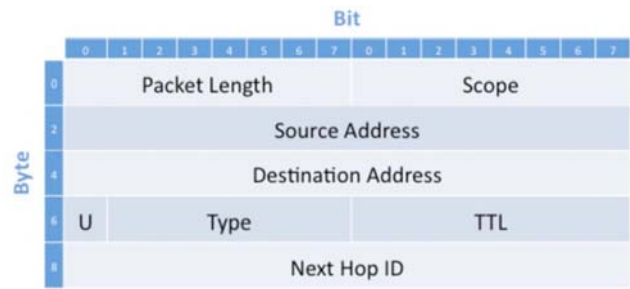 Bit
0 1 2 3 4 5 6 7 0 1 2 3 4 5 6 7
0 Packet Length Scope
2 Source Address
Byte
4 Destination Address
6 U Type TTL
8 Next Hop ID